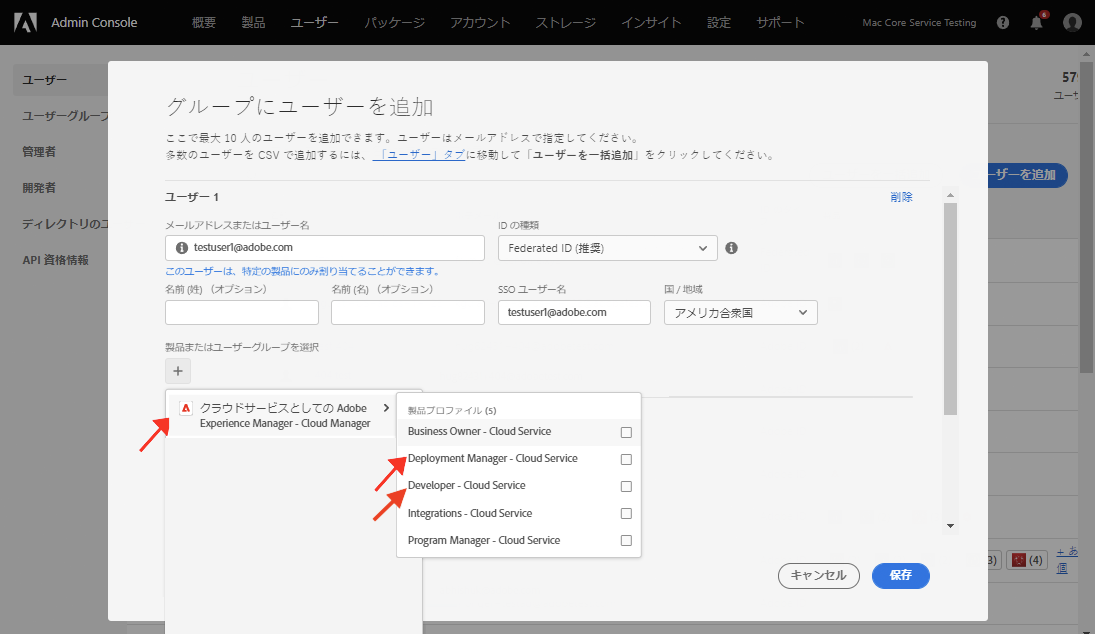 Admin Console
概要
製品
ユーザー
パッケージ
アカウント
ストレージ
インサイト
設定
サポート
Mac Core Service Testing
6
ユーザー
ユーザーグループ
管理者
開発者
ディレクトリのユ
API 資格情報
57
ユーザ
ーザーを追加
グループにユーザーを追加
ここで最大 10 人のユーザーを追加できます。ユーザーはメールアドレスで指定してください。
多数のユーザーを CSV で追加するには、「ユーザー」タブに移動して「ユーザーを一括追加」をクリックしてください。
ユーザー 1
削除
メールアドレスまたはユーザー名
ID の種類
testuser1@adobe.com
Federated ID (推奨)
このユーザーは、特定の製品にのみ割り当てることができます。
名前 (姓) （オプション）
名前 (名) （オプション）
SSO ユーザー名
国 / 地域
testuser1@adobe.com
アメリカ合衆国
製品またはユーザーグループを選択
+
クラウドサービスとしての Adobe
Experience Manager - Cloud Manager
製品プロファイル (5)
Business Owner - Cloud Service
Deployment Manager - Cloud Service
Developer - Cloud Service
Integrations - Cloud Service
Program Manager - Cloud Service
3)
(4)
+ あ
個
キャンセル
保存